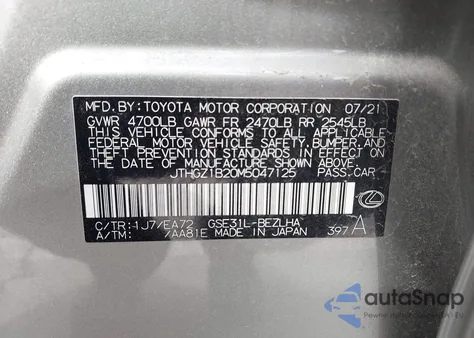 MFD.BY:TOYOTA MOTOR CORPORATION 07/21
GVWR 4700LB GAWR FR 2470LB RR 2545LB
THIS VEHICLE CONFORMS TO ALL APPLICABLE
FEDERAL MOTOR VEHICLE SAFETY,BUMPER,AND
THEFT PREVENTION STANDARDS IN EFFECT ON
THE DATE OF MANUFACTURE SHOWN ABOVE.
JTHGZ1B20M5047125 PASS.CAR
C/TR:1J7/EA72 GSE31L-BEZLHA
A/TM: /AA81E MADE IN JAPAN 397 A
autoSnap